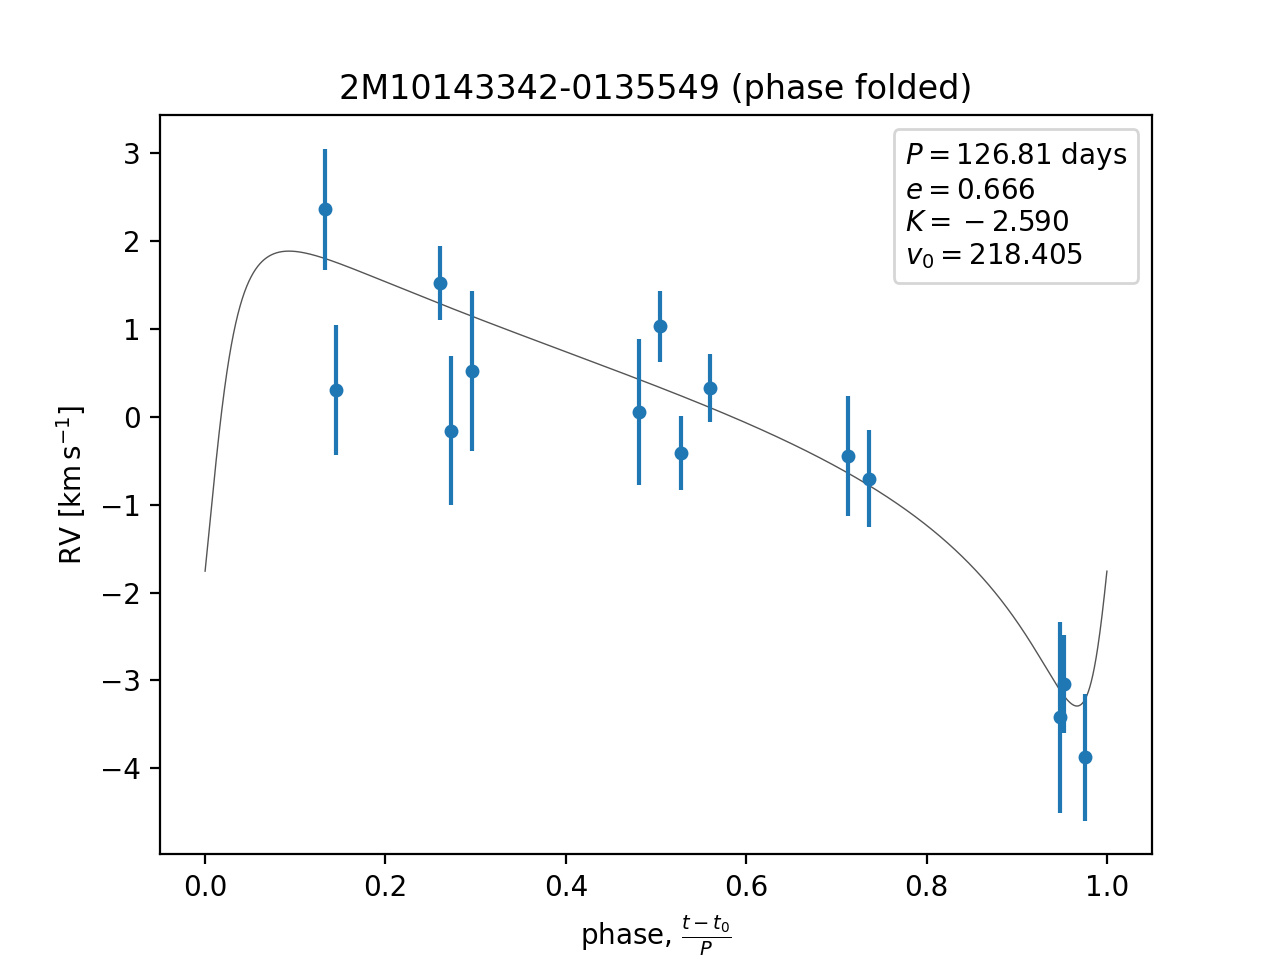 2M10143342-0135549 (phase folded)
P = 126.81 days
e = 0.666
K = −2.590
v₀ = 218.405
3
2
1
0
−1
−2
−3
−4
RV [km s⁻¹]
0.0 0.2 0.4 0.6 0.8 1.0
phase, (t − t₀)/P